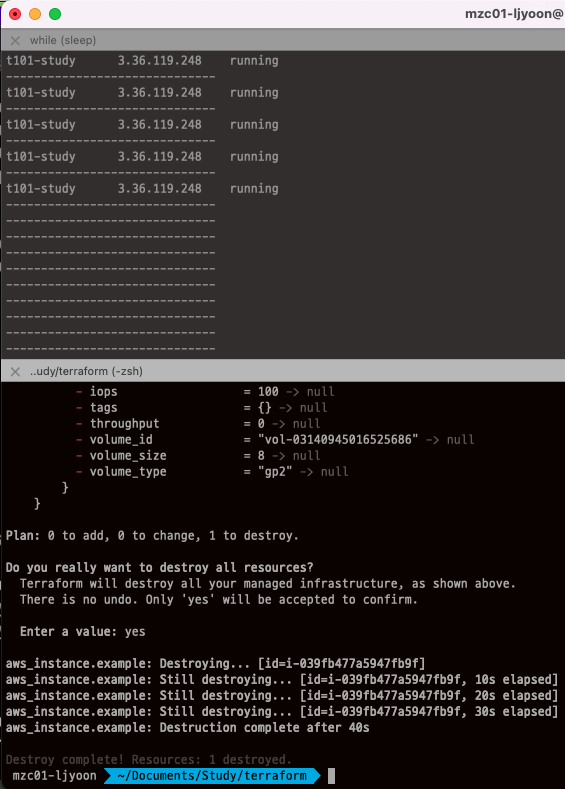 mzc01-ljyoon@
while (sleep)
t101-study 3.36.119.248 running
------------------------------
t101-study 3.36.119.248 running
------------------------------
t101-study 3.36.119.248 running
------------------------------
t101-study 3.36.119.248 running
------------------------------
t101-study 3.36.119.248 running
------------------------------
------------------------------
------------------------------
------------------------------
------------------------------
------------------------------
------------------------------
------------------------------
------------------------------
------------------------------
..udy/terraform (-zsh)
- iops = 100 -> null
- tags = {} -> null
- throughput = 0 -> null
- volume_id = "vol-03140945016525686" -> null
- volume_size = 8 -> null
- volume_type = "gp2" -> null
}
}
Plan: 0 to add, 0 to change, 1 to destroy.
Do you really want to destroy all resources?
Terraform will destroy all your managed infrastructure, as shown above.
There is no undo. Only 'yes' will be accepted to confirm.
Enter a value: yes
aws_instance.example: Destroying... [id=i-039fb477a5947fb9f]
aws_instance.example: Still destroying... [id=i-039fb477a5947fb9f, 10s elapsed]
aws_instance.example: Still destroying... [id=i-039fb477a5947fb9f, 20s elapsed]
aws_instance.example: Still destroying... [id=i-039fb477a5947fb9f, 30s elapsed]
aws_instance.example: Destruction complete after 40s
Destroy complete! Resources: 1 destroyed.
mzc01-ljyoon ~/Documents/Study/terraform